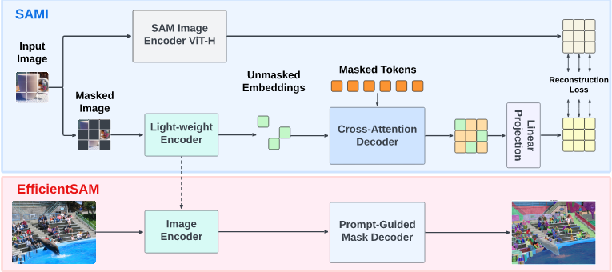 SAMI
Input
Image
SAM Image
Encoder ViT-H
Masked
Image
Light-weight
Encoder
Unmasked
Embeddings
Masked Tokens
Cross-Attention
Decoder
Linear
Projection
Reconstruction
Loss
EfficientSAM
Image
Encoder
Prompt-Guided
Mask Decoder